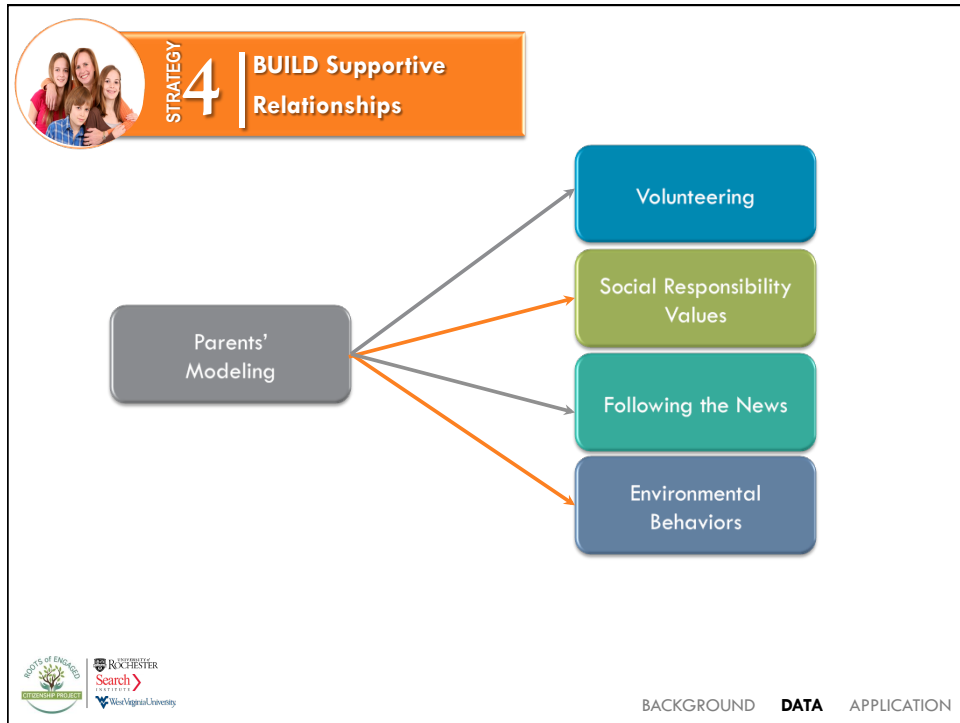 STRATEGY
4
BUILD Supportive
Relationships
Volunteering
Social Responsibility
Values
Parents’
Modeling
Following the News
Environmental
Behaviors
ROOTS of ENGAGED
CITIZENSHIP PROJECT
UNIVERSITY of
ROCHESTER
Search
INSTITUTE
WestVirginiaUniversity.
BACKGROUND DATA APPLICATION